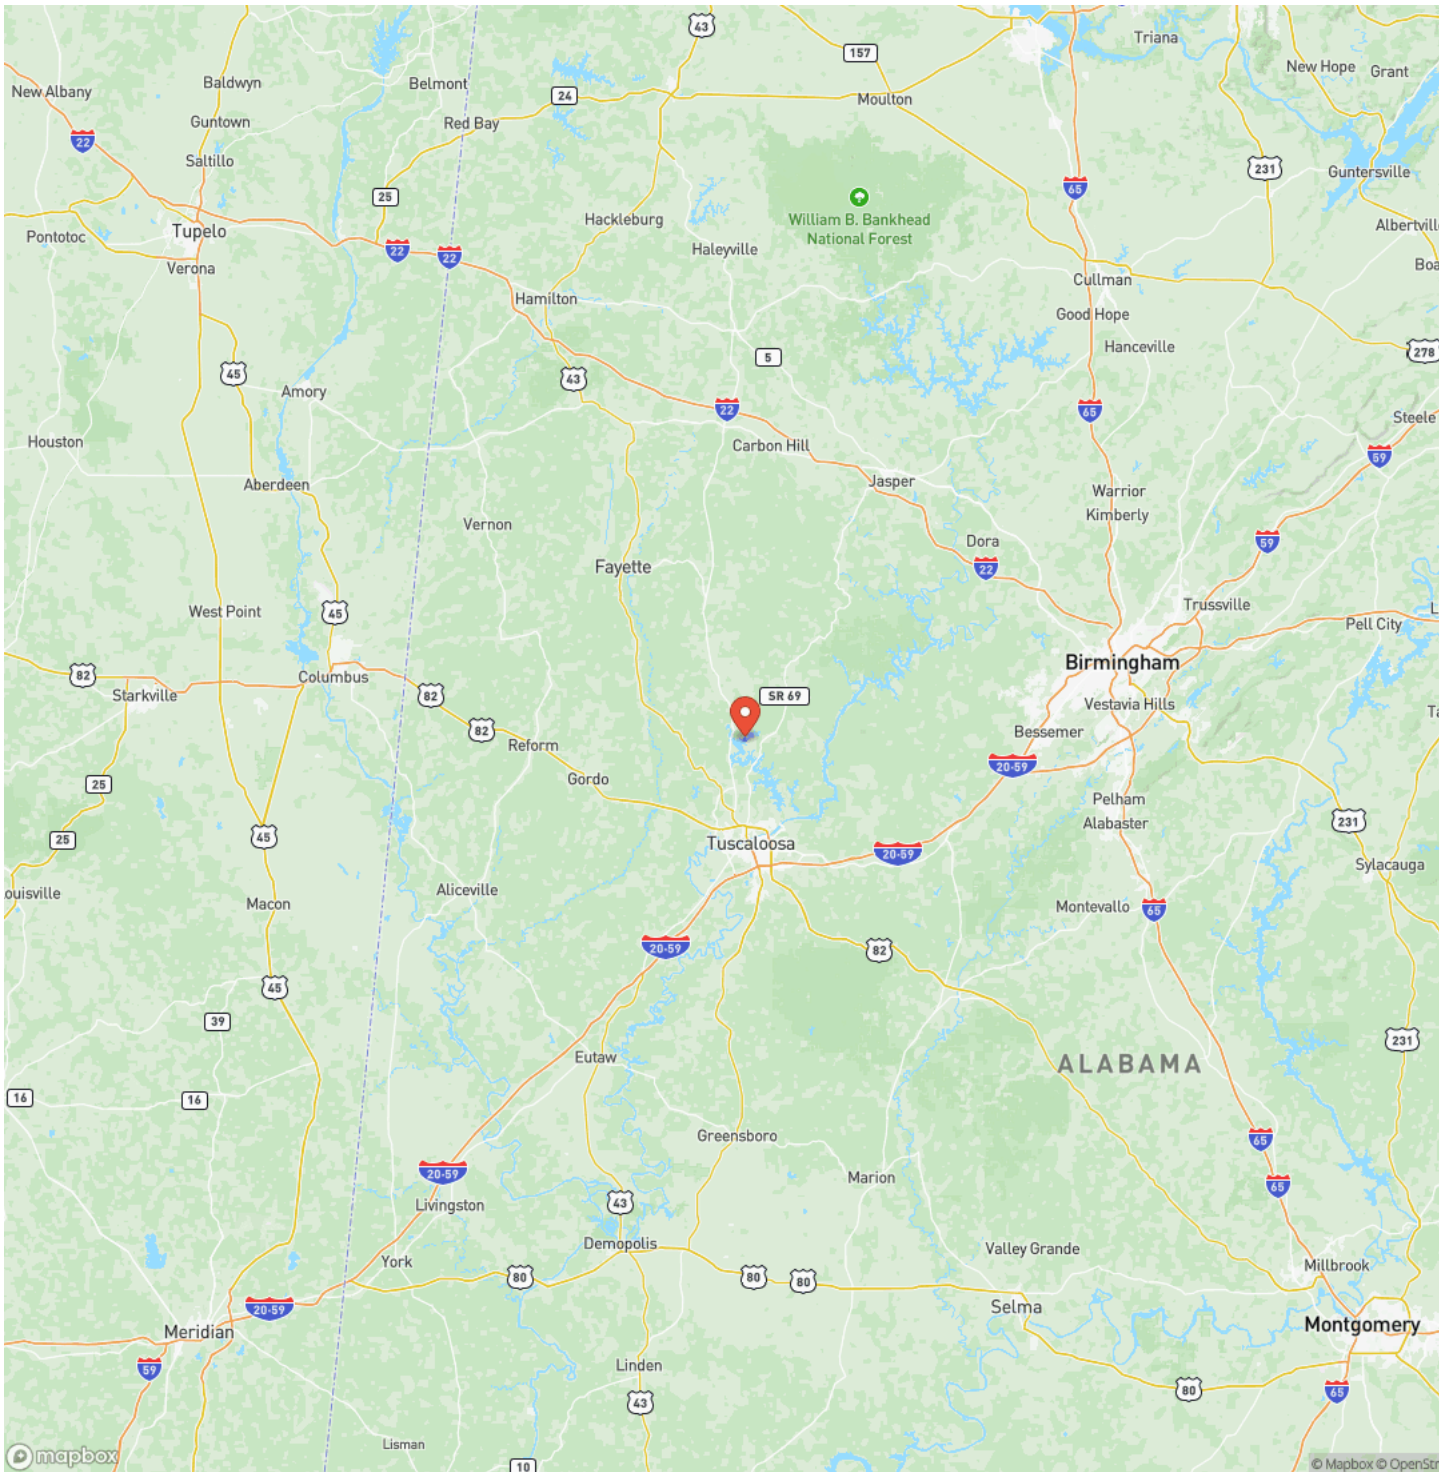 43
Triana
157
New Hope
Grant
Baldwyn
Belmont
New Albany
24
Moulton
Guntown
Red Bay
22
Saltillo
231
Guntersville
65
25
William B. Bankhead
National Forest
Hackleburg
Albertvill
Tupelo
Pontotoc
Haleyville
22
22
Verona
Boa
Cullman
Hamilton
Good Hope
Hanceville
278
5
45
43
Amory
22
65
Steele
Houston
Carbon Hill
59
Jasper
Aberdeen
Warrior
Kimberly
Vernon
Dora
59
Fayette
22
Trussville
West Point
45
L
Pell City
Birmingham
82
Columbus
Starkville
82
SR 69
Vestavia Hills
Ta
82
Bessemer
Reform
20-59
Gordo
25
Pelham
Alabaster
231
45
25
Tuscaloosa
20-59
Sylacauga
ouisville
Aliceville
Macon
Montevallo
65
20-59
82
45
39
231
Eutaw
ALABAMA
16
16
Greensboro
65
20-59
Marion
65
Livingston
43
Demopolis
Valley Grande
York
Millbrook
80
80
80
20-59
Selma
Montgomery
Meridian
59
Linden
80
65
43
Lisman
mapbox
10
© Mapbox © OpenStr